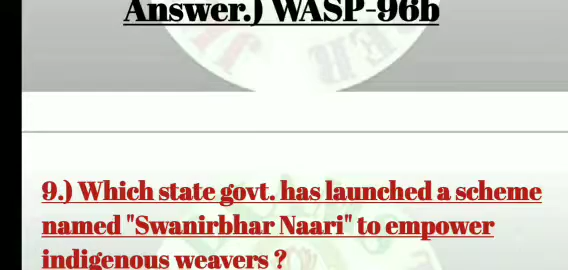 Answer.) WASP-96b
9.) Which state govt. has launched a scheme
named "Swanirbhar Naari" to empower
indigenous weavers ?